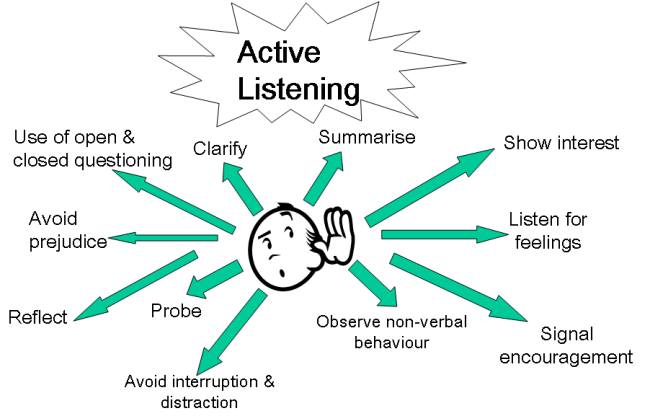 Active
Listening
Use of open &
closed questioning
Clarify
Summarise
Show interest
Avoid
prejudice
Listen for
feelings
Reflect
Probe
Observe non-verbal
behaviour
Signal
encouragement
Avoid interruption &
distraction